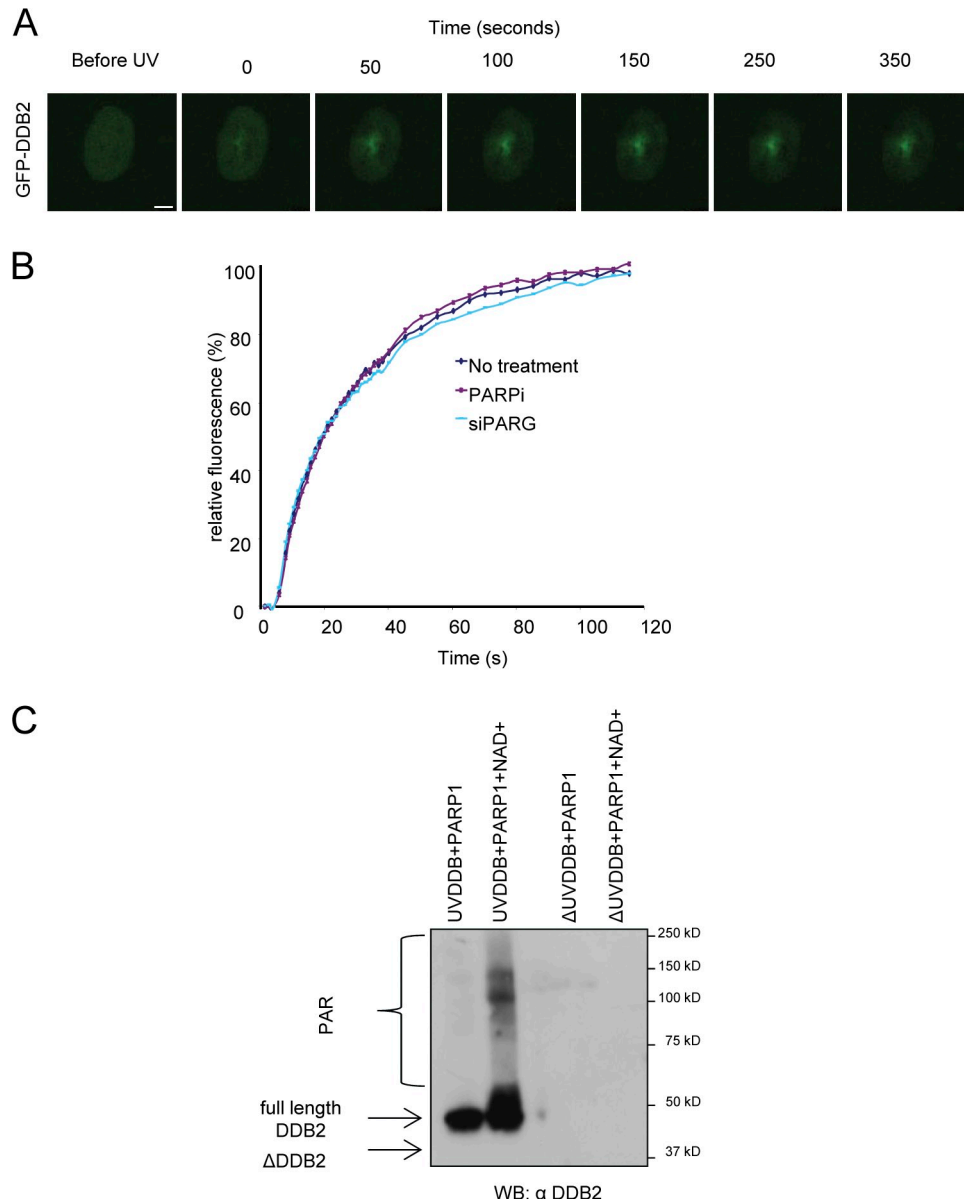 A
Time (seconds)
Before UV 0 50 100 150 250 350
GFP-DDB2
B
relative fluorescence (%)
100
80
60
40
20
0
No treatment
PARPi
siPARG
0 20 40 60 80 100 120
Time (s)
C
UVDDB+PARP1
UVDDB+PARP1+NAD+
ΔUVDDB+PARP1
ΔUVDDB+PARP1+NAD+
PAR
full length
DDB2
ΔDDB2
250 kD
150 kD
100 kD
75 kD
50 kD
37 kD
WB: α DDB2